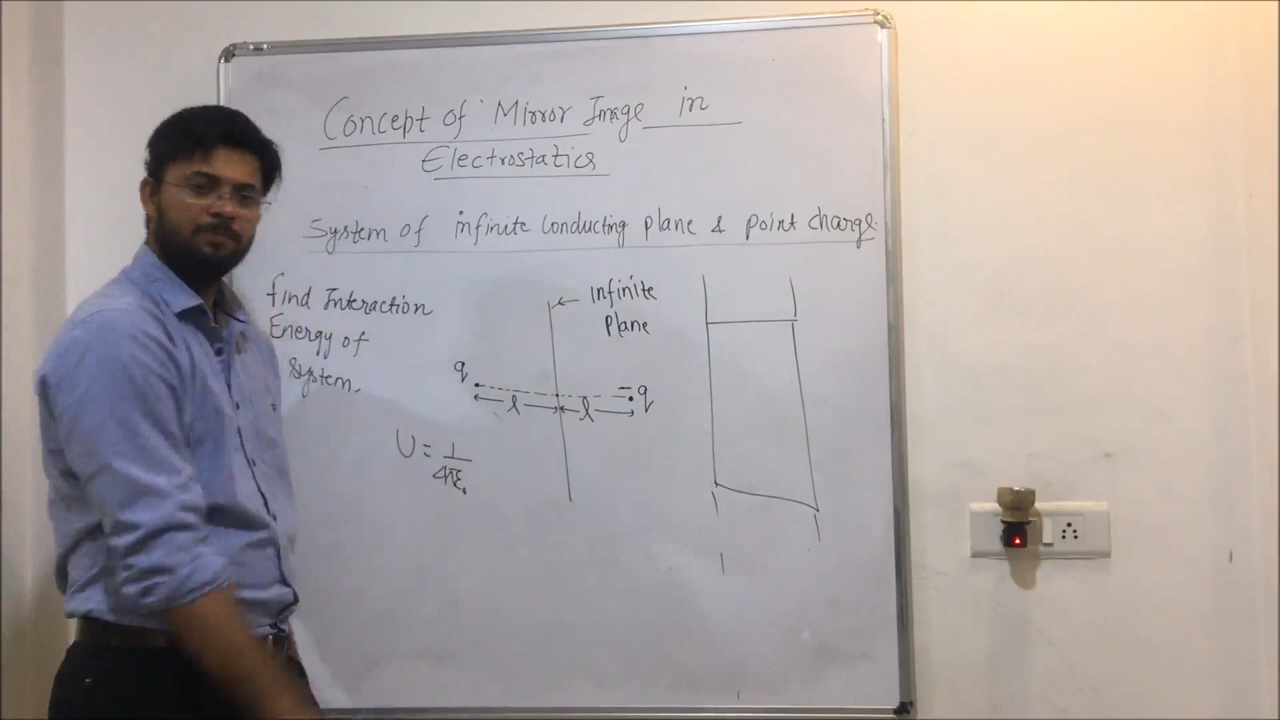 Concept of Mirror Image in
Electrostatics
System of infinite conducting plane & point charge.
find Interaction
Energy of
System.
infinite
plane
q
- q
l
l
U = 1/4πε₀